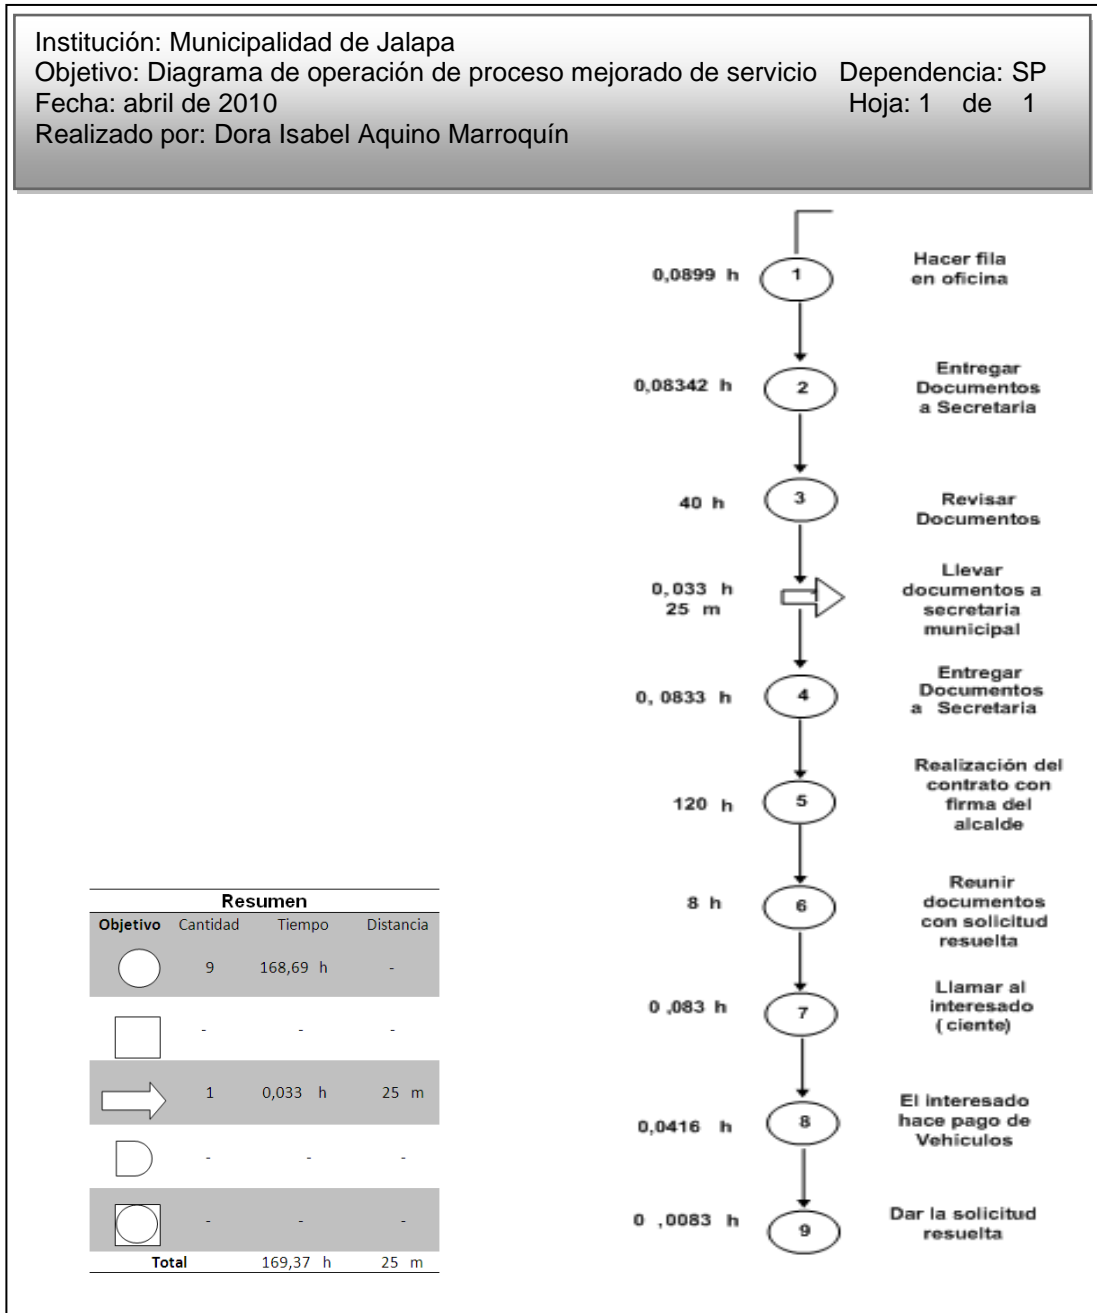 Institución: Municipalidad de Jalapa
Objetivo: Diagrama de operación de proceso mejorado de servicio Dependencia: SP
Fecha: abril de 2010 Hoja: 1 de 1
Realizado por: Dora Isabel Aquino Marroquín
0,0899 h 1 Hacer fila
en oficina
0,08342 h 2 Entregar
Documentos
a Secretaria
40 h 3 Revisar
Documentos
0,033 h
25 m
Llevar
documentos a
secretaria
municipal
0, 0833 h 4 Entregar
Documentos
a Secretaria
120 h 5 Realización del
contrato con
firma del
alcalde
8 h 6 Reunir
documentos
con solicitud
resuelta
0 ,083 h 7 Llamar al
interesado
( ciente)
0,0416 h 8 El interesado
hace pago de
Vehiculos
0 ,0083 h 9 Dar la solicitud
resuelta
Resumen
Objetivo Cantidad Tiempo Distancia
9 168,69 h -
- - -
1 0,033 h 25 m
- - -
- - -
Total 169,37 h 25 m